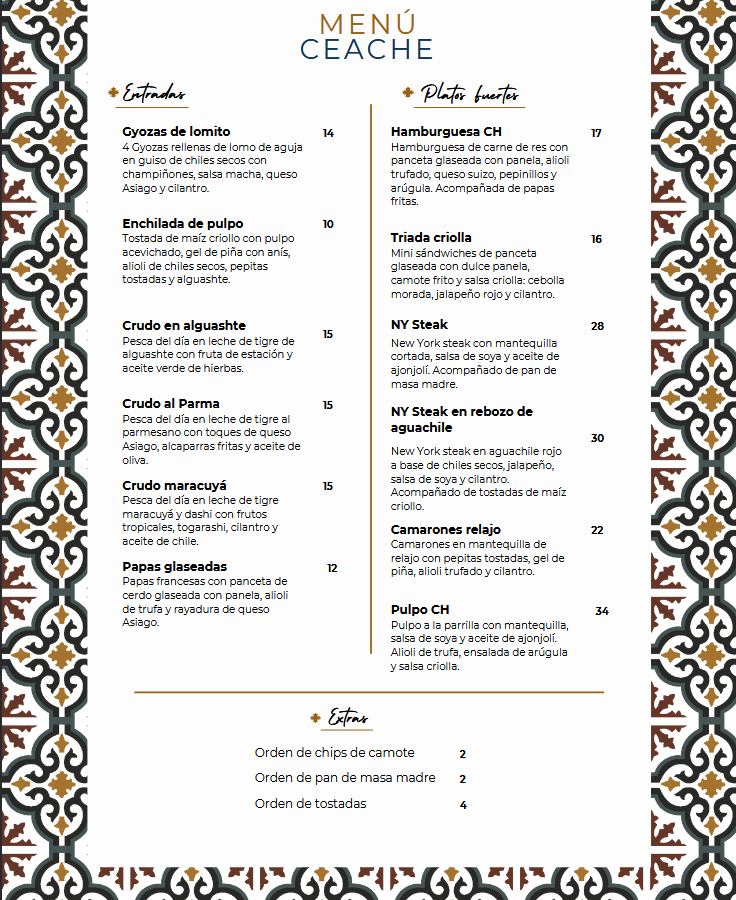 MENÚ
CEACHE
Entradas
Gyozas de lomito 14
4 Gyozas rellenas de lomo de aguja
en guiso de chiles secos con
champiñones, salsa macha, queso
Asiago y cilantro.
Enchilada de pulpo 10
Tostada de maíz criollo con pulpo
acevichado, gel de piña con anís,
alioli de chiles secos, pepitas
tostadas y alguashte.
Crudo en alguashte 15
Pesca del día en leche de tigre de
alguashte con fruta de estación y
aceite verde de hierbas.
Crudo al Parma 15
Pesca del día en leche de tigre al
parmesano con toques de queso
Asiago, alcaparras fritas y aceite de
oliva.
Crudo maracuyá 15
Pesca del día en leche de tigre
maracuyá y dashi con frutos
tropicales, togarashi, cilantro y
aceite de chile.
Papas glaseadas 12
Papas francesas con panceta de
cerdo glaseada con panela, alioli
de trufa y rayadura de queso
Asiago.
Platos fuertes
Hamburguesa CH 17
Hamburguesa de carne de res con
panceta glaseada con panela, alioli
trufado, queso suizo, pepinillos y
arúgula. Acompañada de papas
fritas.
Triada criolla 16
Mini sándwiches de panceta
glaseada con dulce panela,
camote frito y salsa criolla: cebolla
morada, jalapeño rojo y cilantro.
NY Steak 28
New York steak con mantequilla
cortada, salsa de soya y aceite de
ajonjolí. Acompañado de pan de
masa madre.
NY Steak en rebozo de
aguachile 30
New York steak en aguachile rojo
a base de chiles secos, jalapeño,
salsa de soya y cilantro.
Acompañado de tostadas de maíz
criollo.
Camarones relajo 22
Camarones en mantequilla de
relajo con pepitas tostadas, gel de
piña, alioli trufado y cilantro.
Pulpo CH 34
Pulpo a la parrilla con mantequilla,
salsa de soya y aceite de ajonjolí.
Alioli de trufa, ensalada de arúgula
y salsa criolla.
Extras
Orden de chips de camote 2
Orden de pan de masa madre 2
Orden de tostadas 4